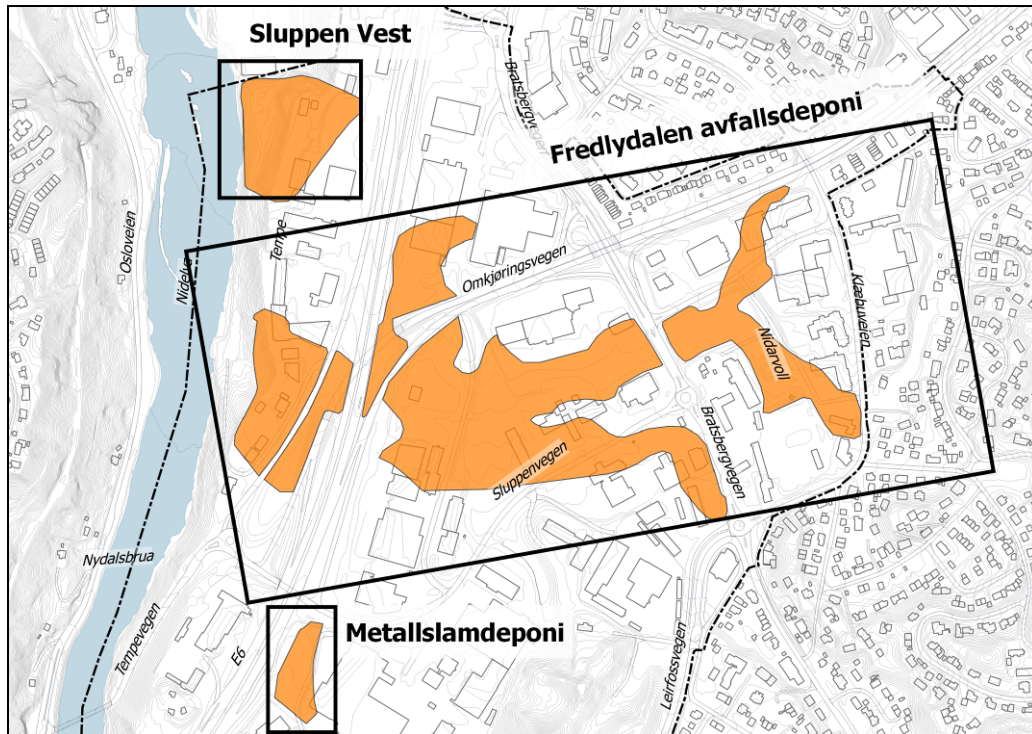 Sluppen Vest
Bratsbergvegen
Fredlydalen avfallsdeponi
Osloveien
Tempe
Nidelva
Omkjøringsvegen
Klæbuveien
Nidarvoll
Bratsbergvegen
Sluppenvegen
Nydalsbrua
Tempevegen
E6
Metallslamdeponi
Leirfossvegen